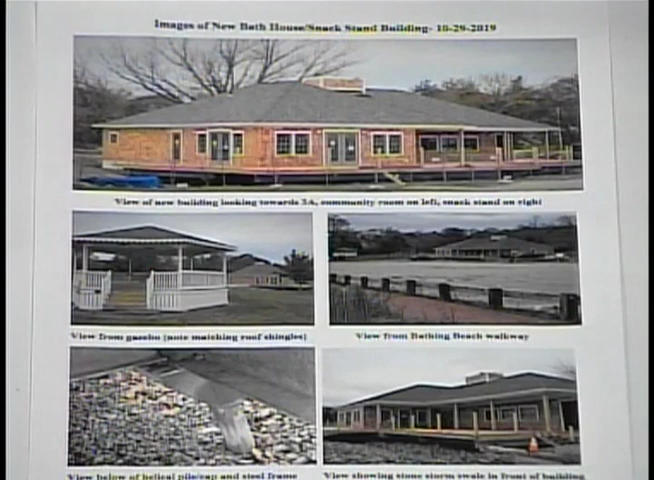 Images of New Bath House/Snack Stand Building- 10-29-2019
View of new building looking towards 3A, community room on left, snack stand on right
View from gazebo (note matching roof shingles)
View from Bathing Beach walkway
View below of helical pile/cap and steel frame
View showing stone storm swale in front of building